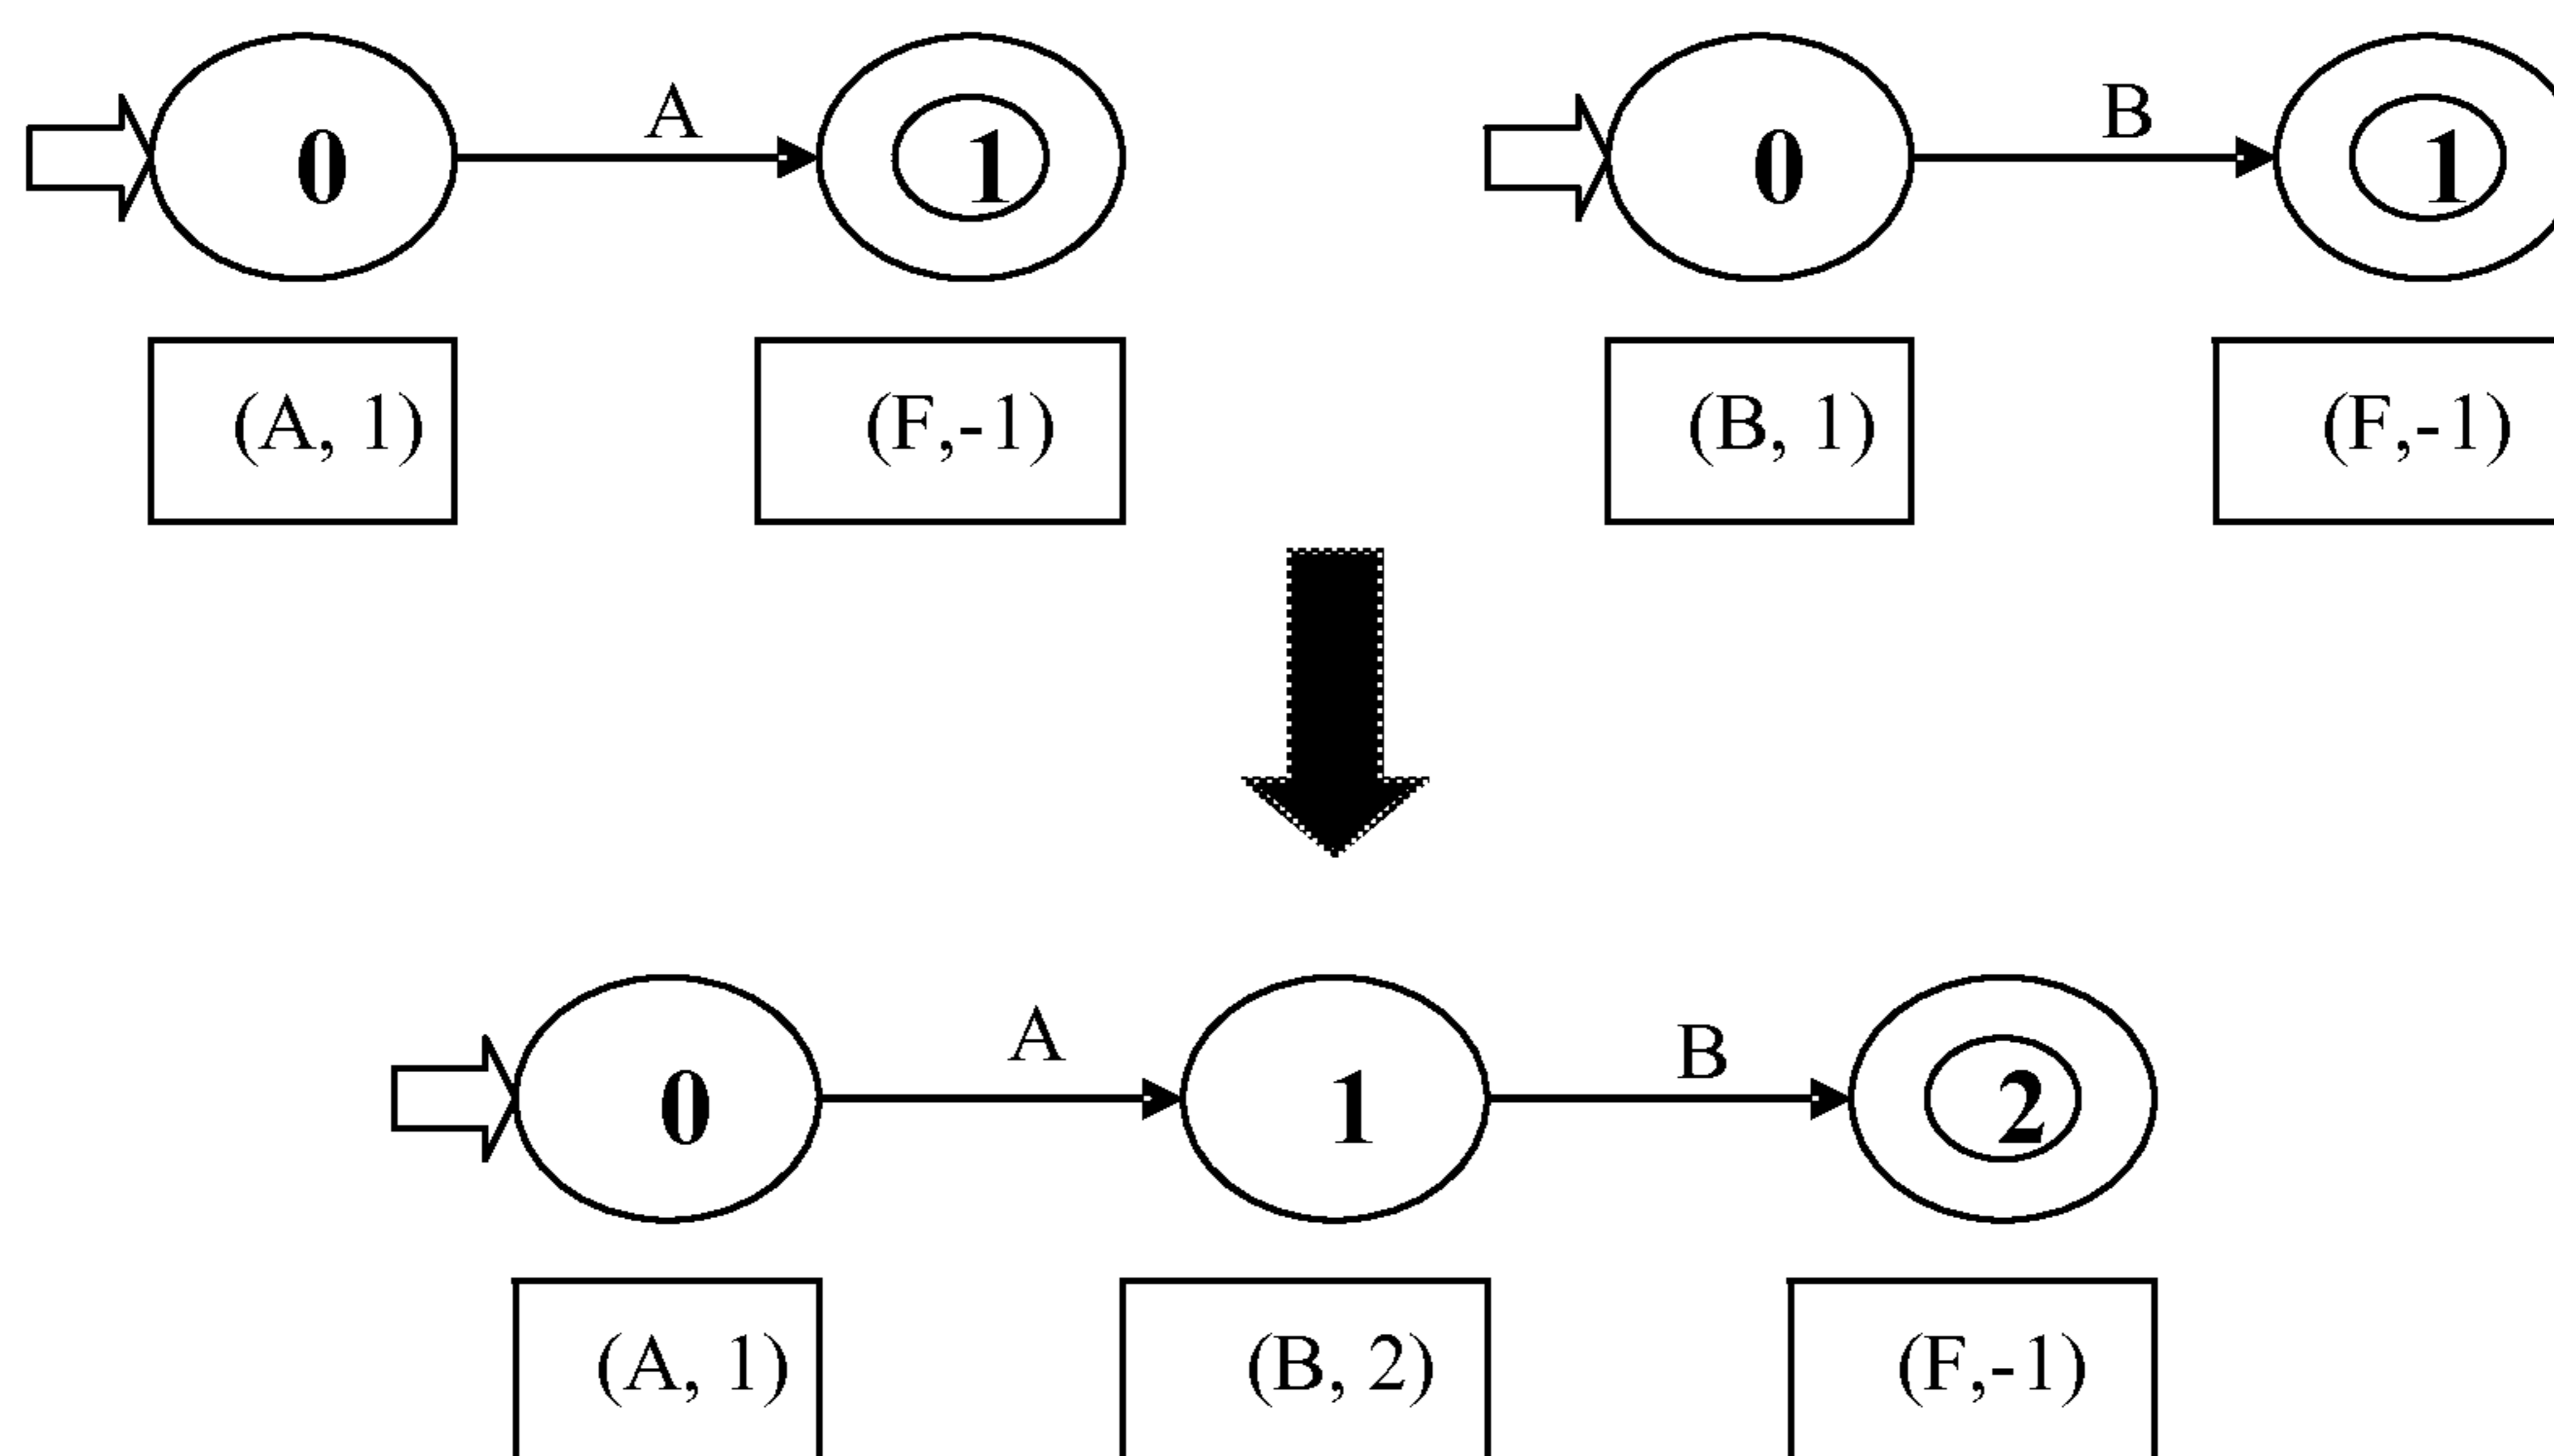 A B
0 1 0 1
(A, 1) (F,-1) (B, 1) (F,-1)
A B
0 1 2
(A, 1) (B, 2) (F,-1)